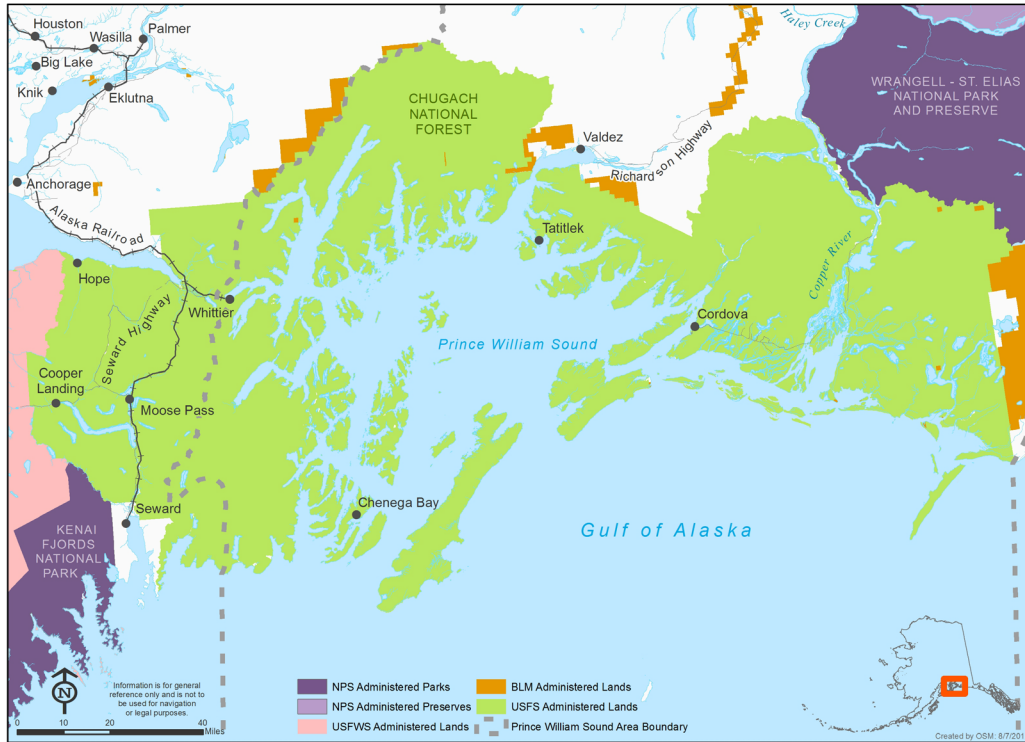 Houston
Wasilla
Palmer
Big Lake
Knik
Eklutna
Anchorage
Alaska Railroad
Haley Creek
WRANGELL - ST. ELIAS
NATIONAL PARK
AND PRESERVE
CHUGACH
NATIONAL
FOREST
Valdez
Richardson Highway
Tatitlek
Copper River
Hope
Whittier
Seward Highway
Cordova
Prince William Sound
Cooper
Landing
Moose Pass
Seward
Chenega Bay
Gulf of Alaska
KENAI
FJORDS
NATIONAL
PARK
N
Information is for general
reference only and is not to
be used for navigation
or legal purposes.
0 10 20 40
Miles
NPS Administered Parks
NPS Administered Preserves
USFWS Administered Lands
BLM Administered Lands
USFS Administered Lands
Prince William Sound Area Boundary
Created by OSM: 8/7/201